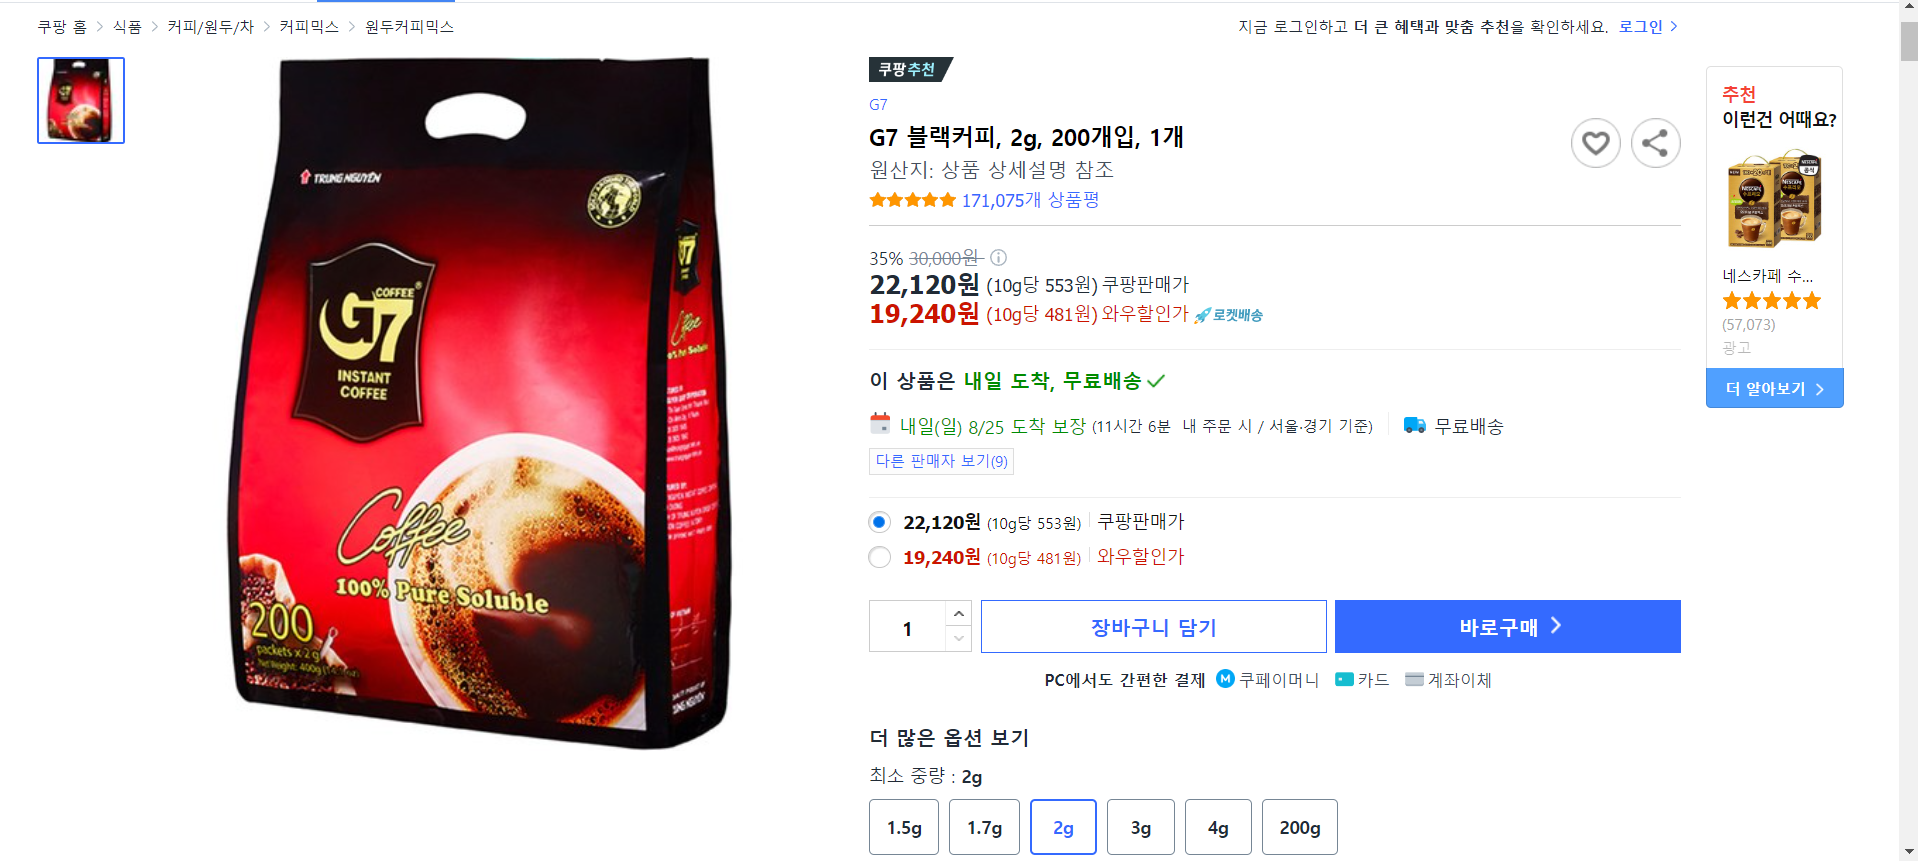 쿠팡 홈 > 식품 > 커피/원두/차 > 커피믹스 > 원두커피믹스
지금 로그인하고 더 큰 혜택과 맞춤 추천을 확인하세요. 로그인 >
TRUNG NGUYÊN
G7
COFFEE®
INSTANT
COFFEE
Coffee
100% Pure Soluble
200
packets x 2 g
Net Weight: 400g
G7
Coffee
쿠팡추천
G7
G7 블랙커피, 2g, 200개입, 1개
원산지: 상품 상세설명 참조
171,075개 상품평
35% 30,000원
22,120원 (10g당 553원) 쿠팡판매가
19,240원 (10g당 481원) 와우할인가 로켓배송
이 상품은 내일 도착, 무료배송
내일(일) 8/25 도착 보장 (11시간 6분 내 주문 시 / 서울·경기 기준) 무료배송
다른 판매자 보기(9)
22,120원 (10g당 553원) 쿠팡판매가
19,240원 (10g당 481원) 와우할인가
1 장바구니 담기 바로구매 >
PC에서도 간편한 결제 쿠페이머니 카드 계좌이체
더 많은 옵션 보기
최소 중량 : 2g
1.5g 1.7g 2g 3g 4g 200g
추천
이런건 어때요?
NESCAFE
네스카페 수...
(57,073)
광고
더 알아보기 >